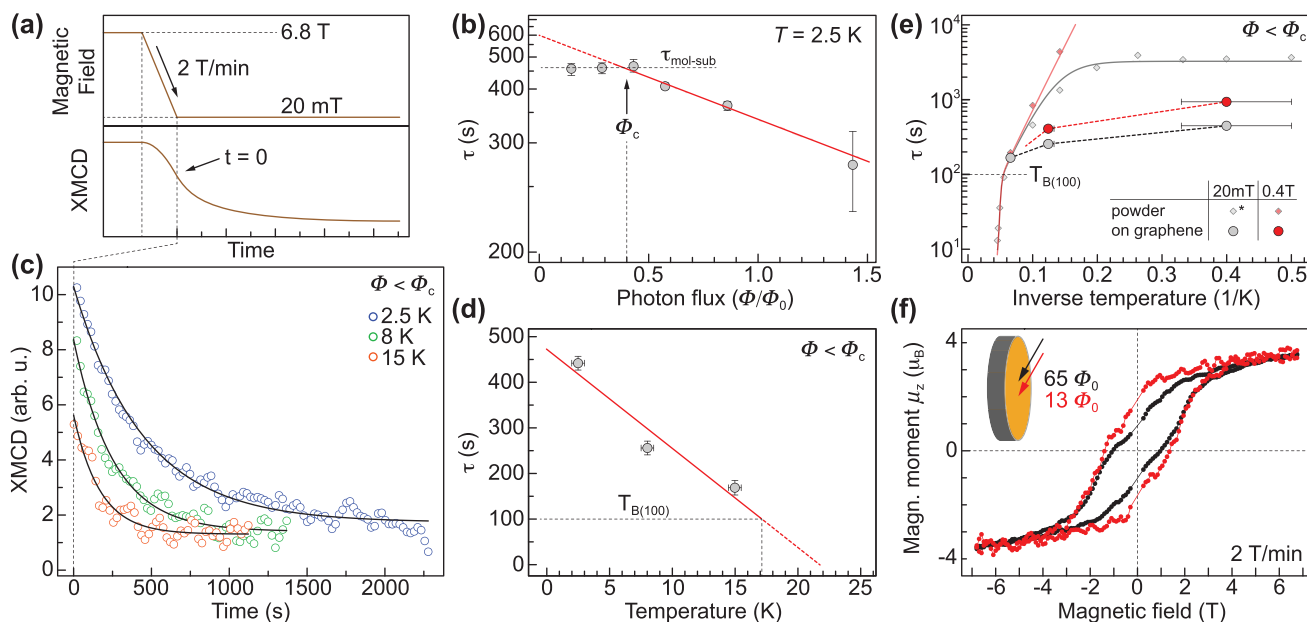 (a)
Magnetic
Field
6.8 T
2 T/min
20 mT
XMCD
t = 0
Time
(b)
T = 2.5 K
τ (s)
600
500
400
300
200
τmol-sub
Φc
0 0.5 1.0 1.5
Photon flux (Φ/Φ0)
(c)
XMCD (arb. u.)
10
8
6
4
2
0
Φ < Φc
2.5 K
8 K
15 K
0 500 1000 1500 2000
Time (s)
(d)
τ (s)
500
400
300
200
100
0
Φ < Φc
TB(100)
0 5 10 15 20 25
Temperature (K)
(e)
Φ < Φc
τ (s)
10⁵
10⁴
10³
10²
10¹
TB(100)
20mT 0.4T
powder *
on graphene
0 0.1 0.2 0.3 0.4 0.5
Inverse temperature (1/K)
(f)
Magn. moment μz (μB)
4
0
-4
65 Φ0
13 Φ0
2 T/min
-6 -4 -2 0 2 4 6
Magnetic field (T)